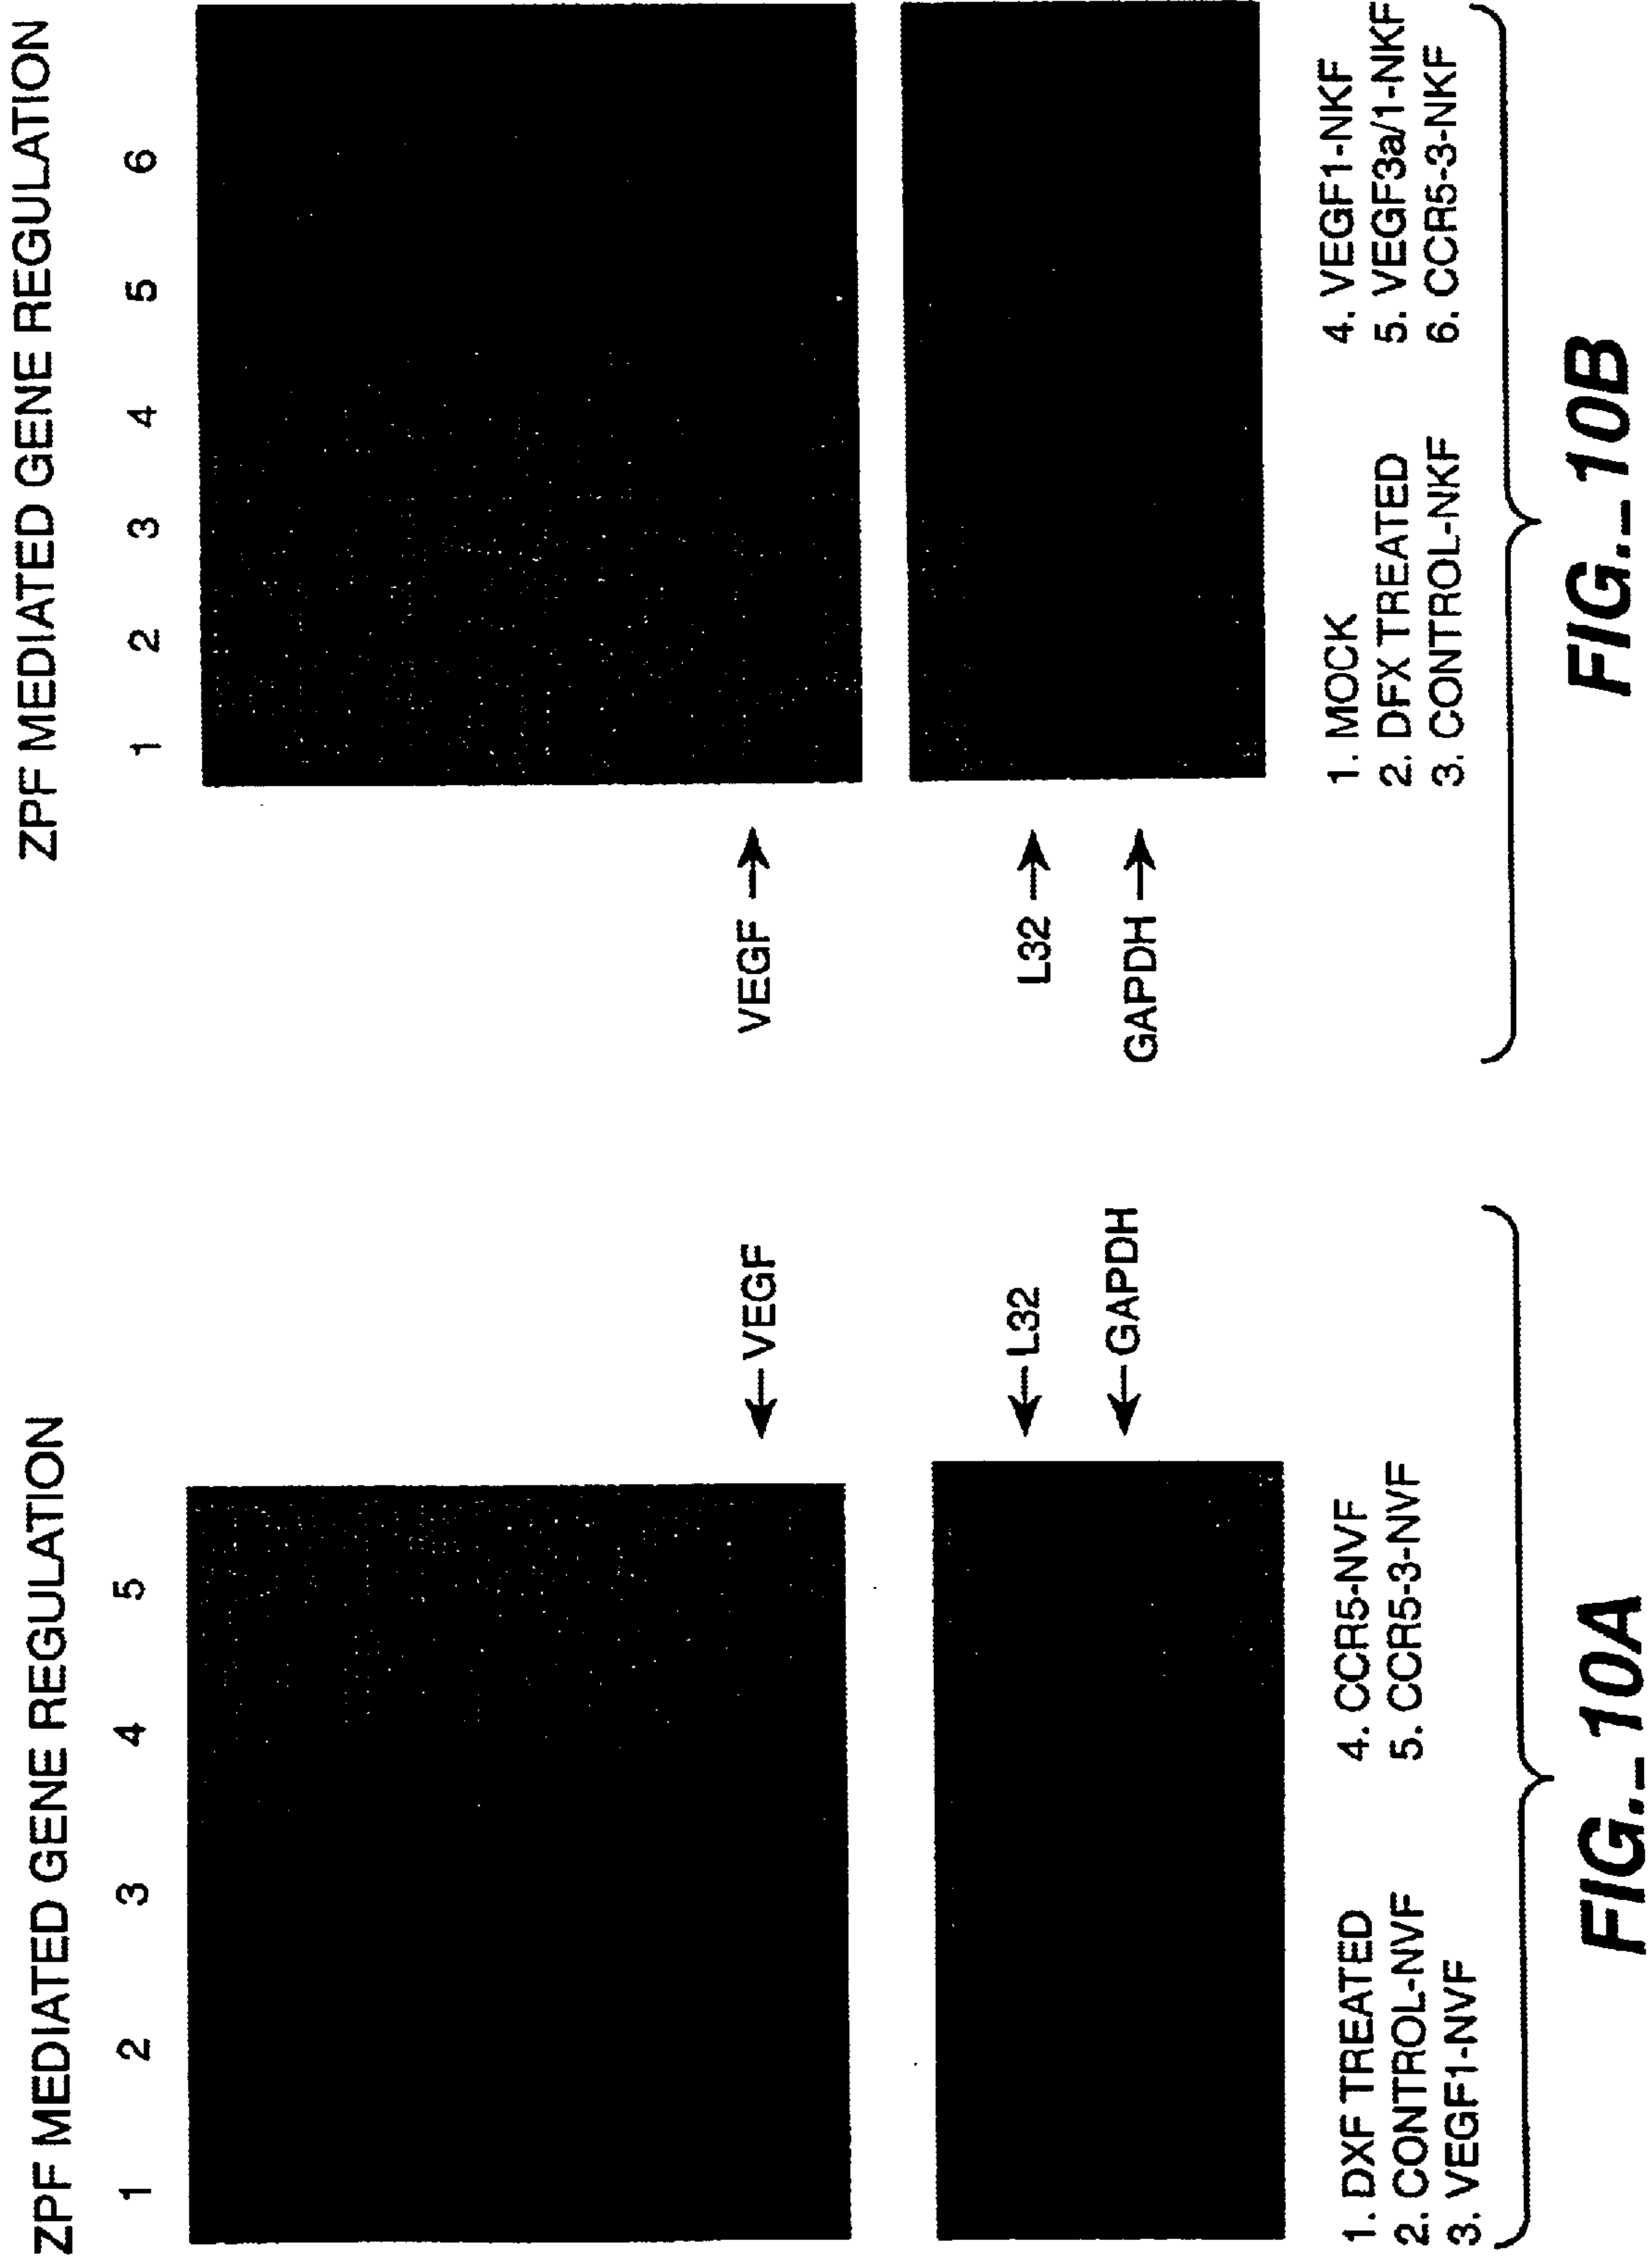 ZPF MEDIATED GENE REGULATION
1 2 3 4 5
←VEGF
←L32
←GAPDH
1. DXF TREATED 4. CCR5-NVF
2. CONTROL-NVF 5. CCR5-3-NVF
3. VEGF1-NVF
FIG._10A
ZPF MEDIATED GENE REGULATION
1 2 3 4 5 6
VEGF→
L32→
GAPDH→
1. MOCK 4. VEGF1-NKF
2. DFX TREATED 5. VEGF3a/1-NKF
3. CONTROL-NKF 6. CCR5-3-NKF
FIG._10B